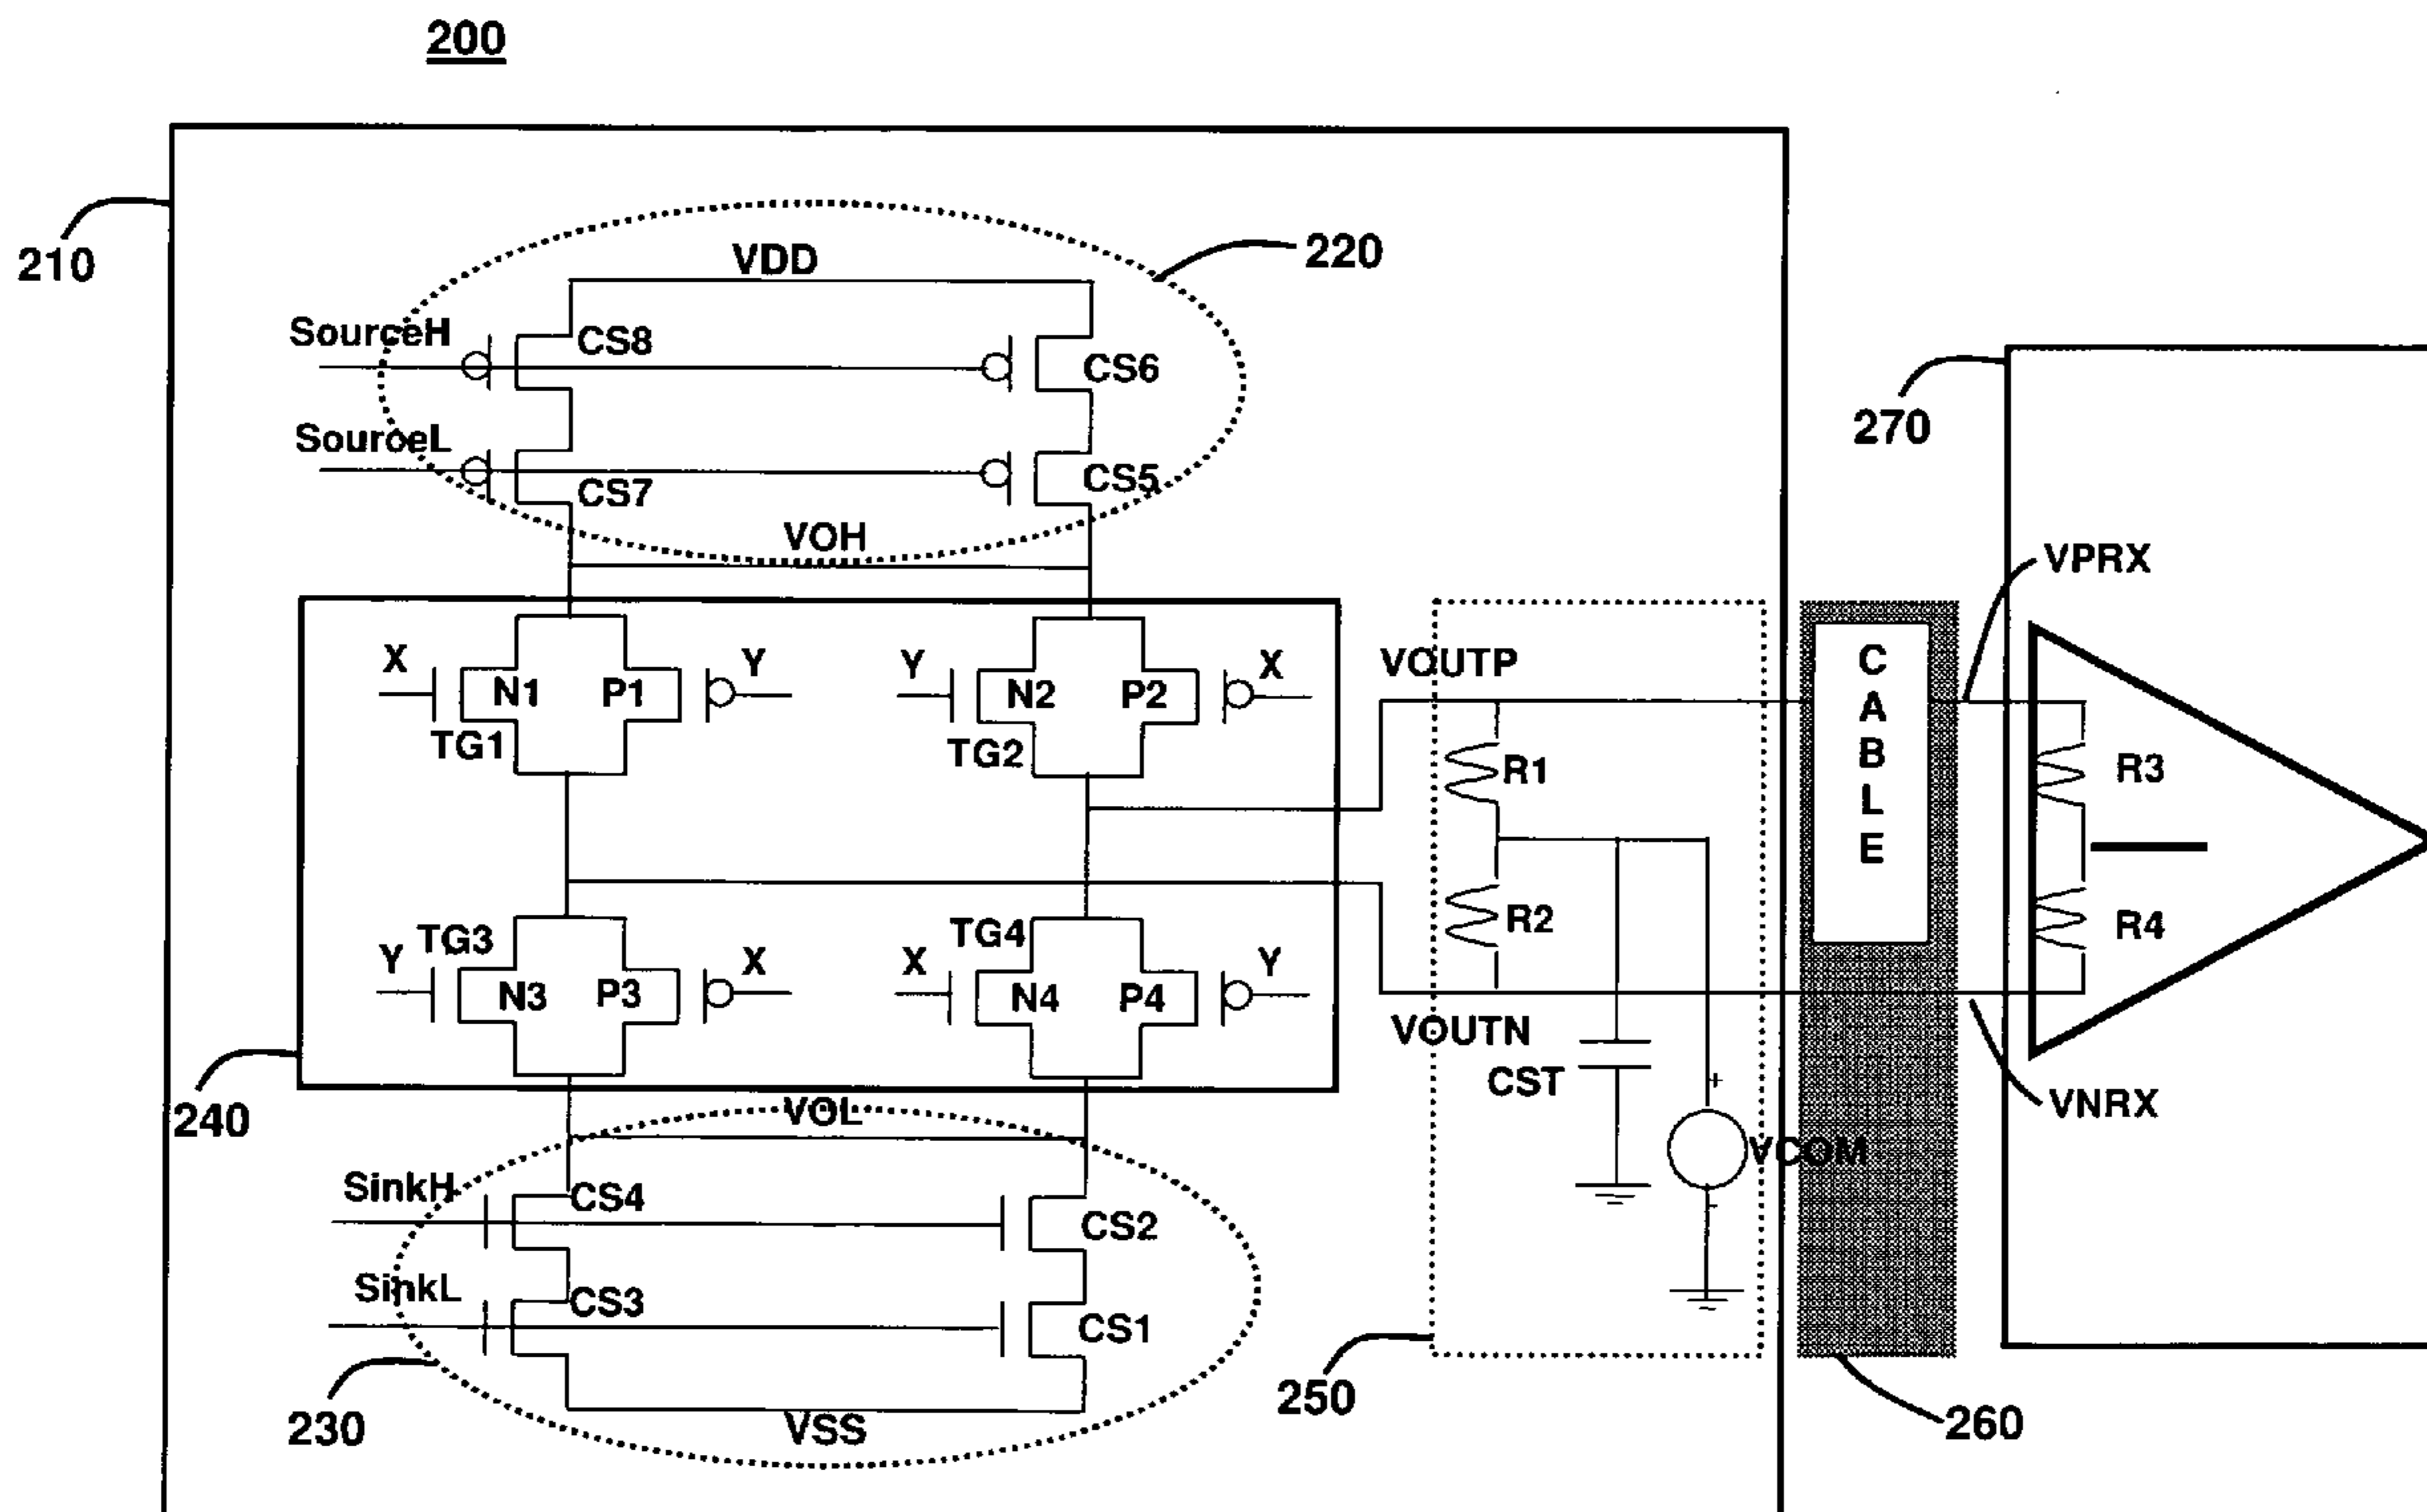 200
210
220
VDD
SourceH
CS8
CS6
SourceL
CS7
CS5
VOH
270
VPRX
X
N1
P1
Y
TG1
Y
N2
P2
X
TG2
VOUTP
R1
CABLE
R3
TG3
Y
N3
P3
X
TG4
X
N4
P4
Y
R2
R4
VOUTN
CST
+
VCOM
-
VNRX
240
VOL
SinkH
CS4
CS2
SinkL
CS3
CS1
VSS
230
250
260